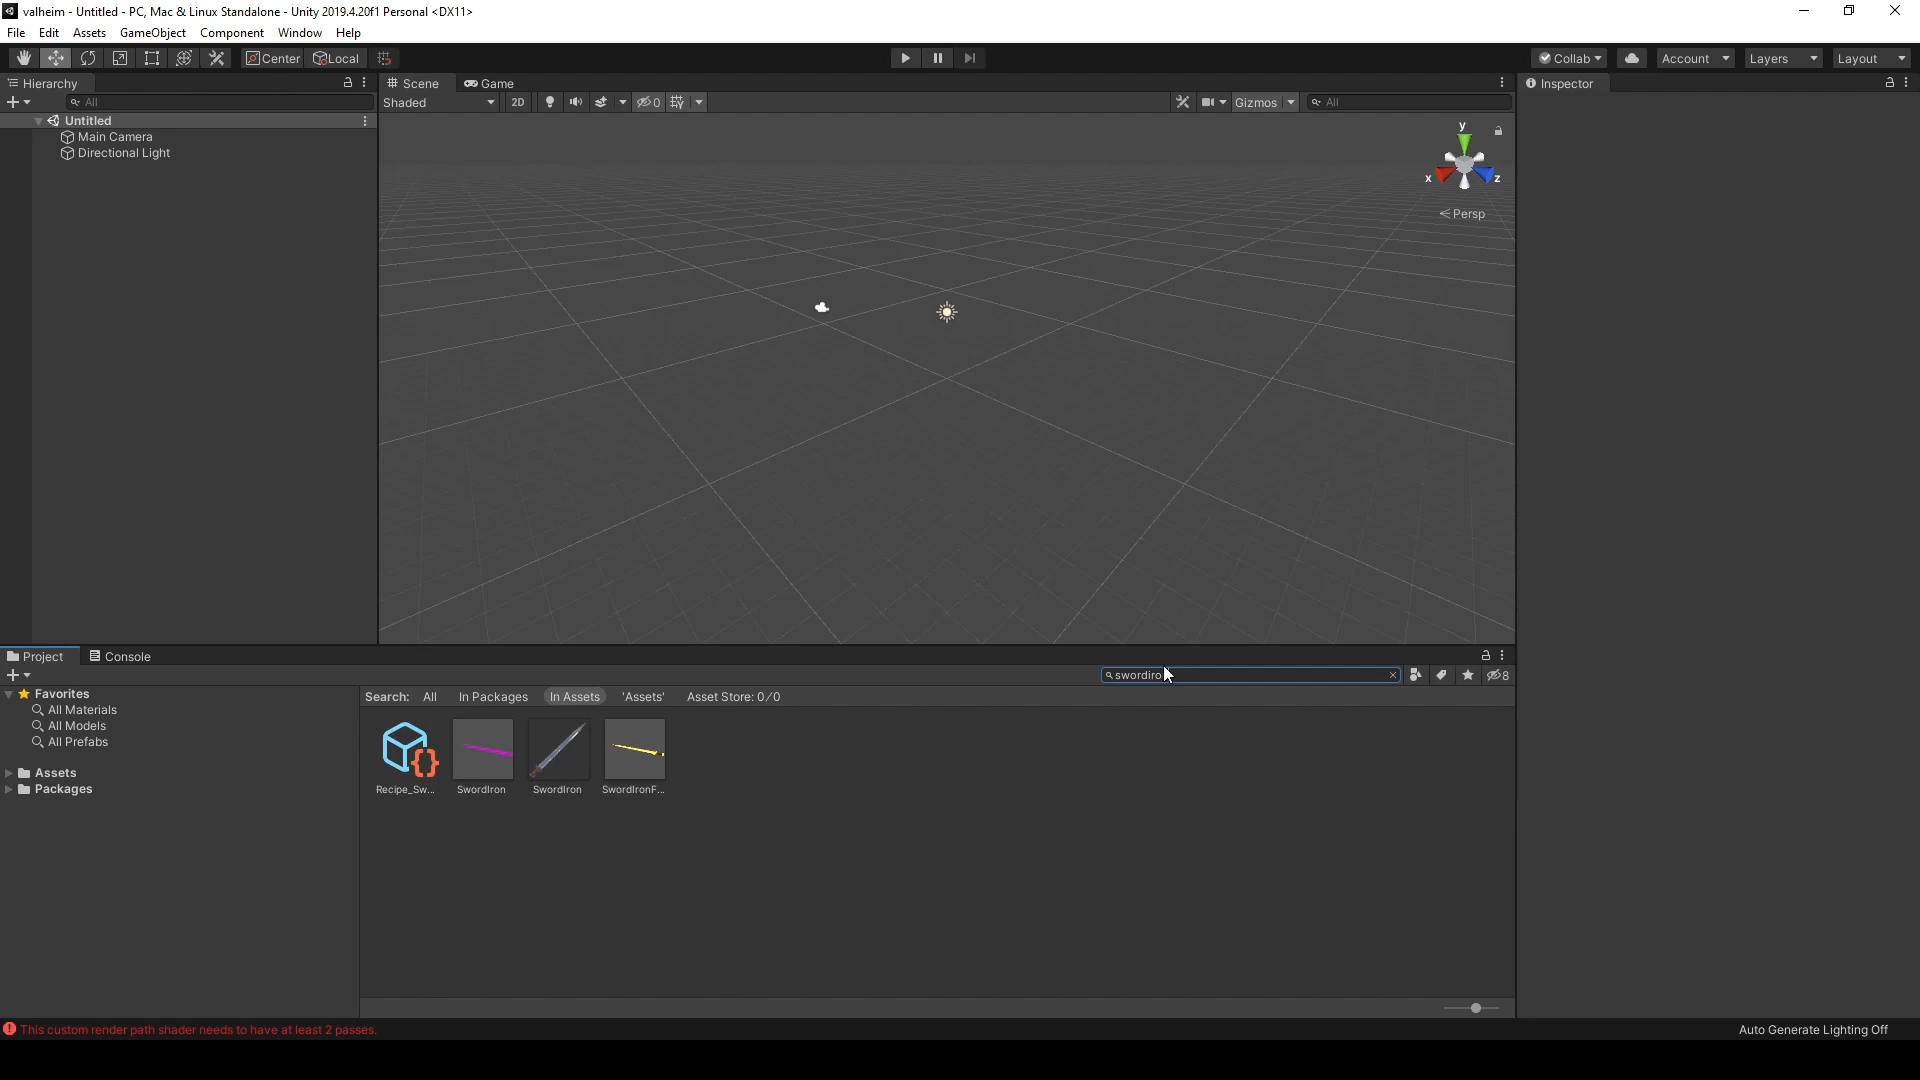 valheim - Untitled - PC, Mac & Linux Standalone - Unity 2019.4.20f1 Personal <DX11>
File Edit Assets GameObject Component Window Help
Center Local Collab Account Layers Layout
Hierarchy Scene Game Inspector
All Shaded 2D 0 Gizmos All
Untitled
Main Camera
Directional Light
y
x z
Persp
Project Console
swordiro 8
Favorites Search: All In Packages In Assets 'Assets' Asset Store: 0/0
All Materials
All Models
All Prefabs
Assets
Packages
Recipe_Sw... SwordIron SwordIron SwordIronF...
This custom render path shader needs to have at least 2 passes. Auto Generate Lighting Off